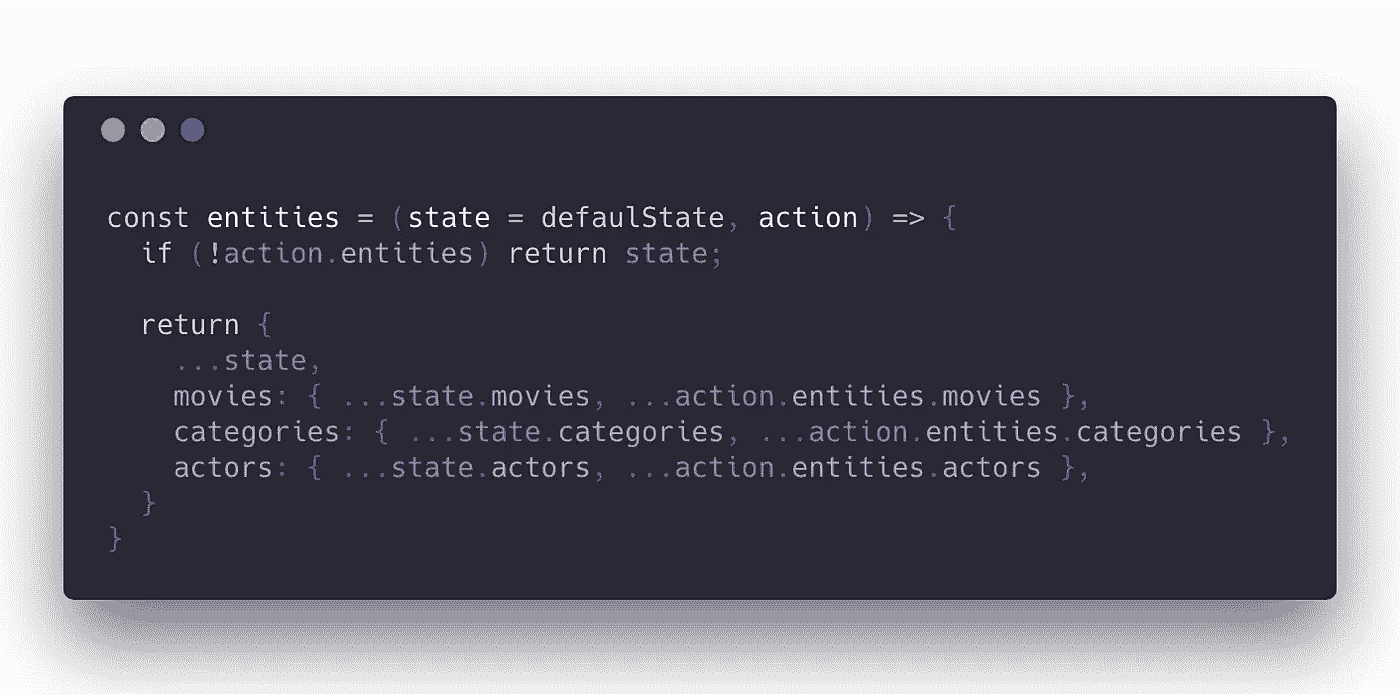 const entities = (state = defaulState, action) => {
if (!action.entities) return state;
return {
...state,
movies: { ...state.movies, ...action.entities.movies },
categories: { ...state.categories, ...action.entities.categories },
actors: { ...state.actors, ...action.entities.actors },
}
}